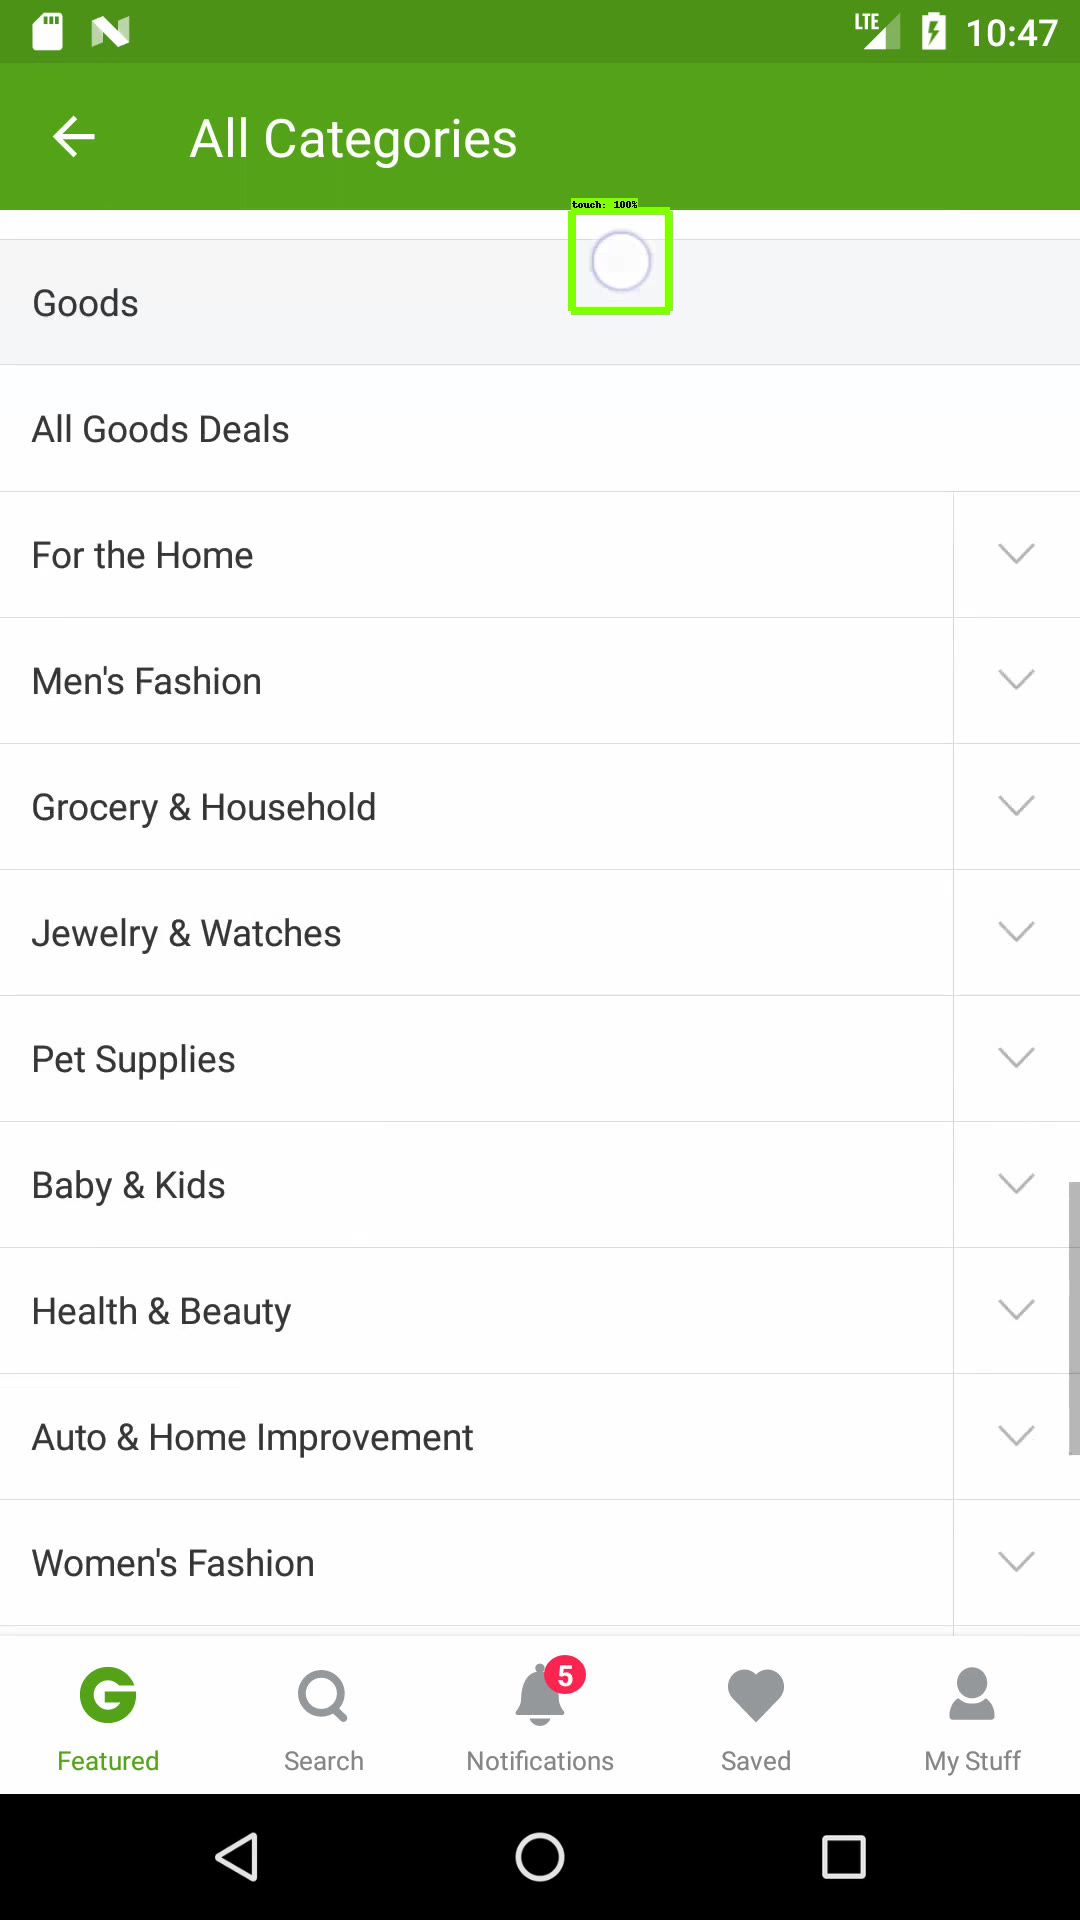 LTE 10:47
All Categories
touch: 100%
Goods
All Goods Deals
For the Home
Men's Fashion
Grocery & Household
Jewelry & Watches
Pet Supplies
Baby & Kids
Health & Beauty
Auto & Home Improvement
Women's Fashion
5
Featured Search Notifications Saved My Stuff